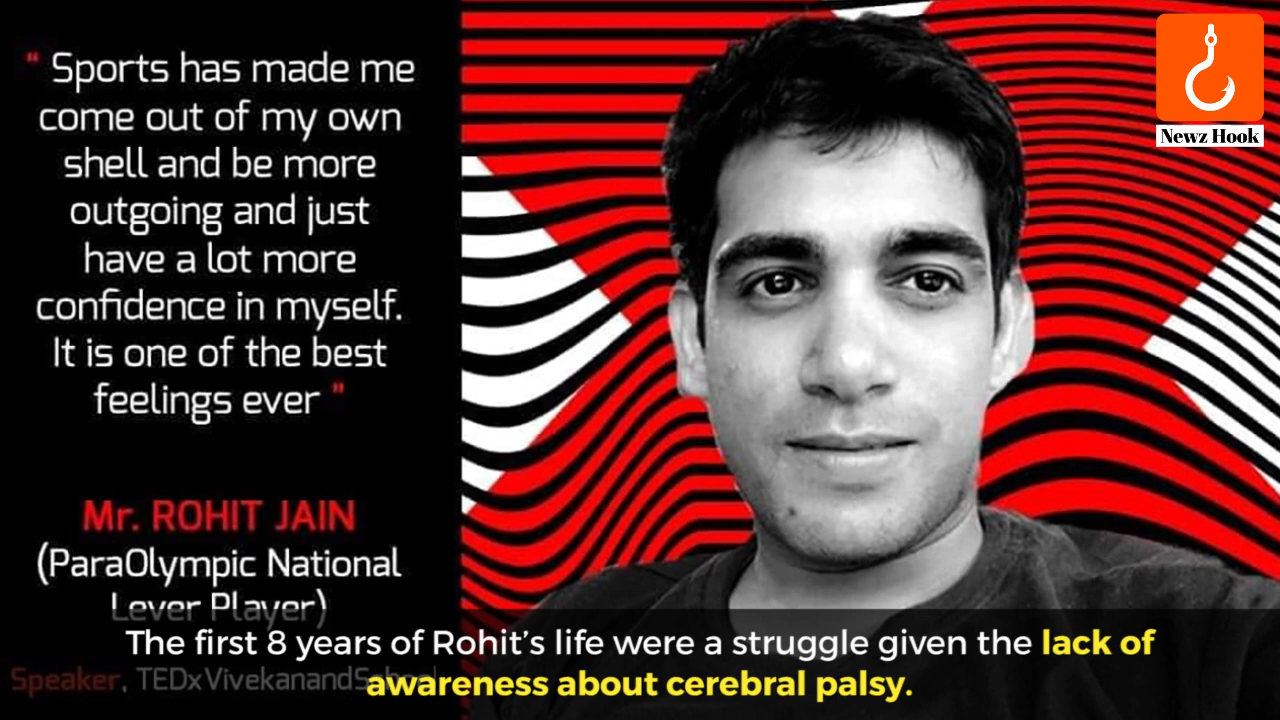 " Sports has made me
come out of my own
shell and be more
outgoing and just
have a lot more
confidence in myself.
It is one of the best
feelings ever "
Mr. ROHIT JAIN
(ParaOlympic National
Lever Player)
Speaker, TEDxVivekanandSchool
Newz Hook
The first 8 years of Rohit’s life were a struggle given the lack of
awareness about cerebral palsy.